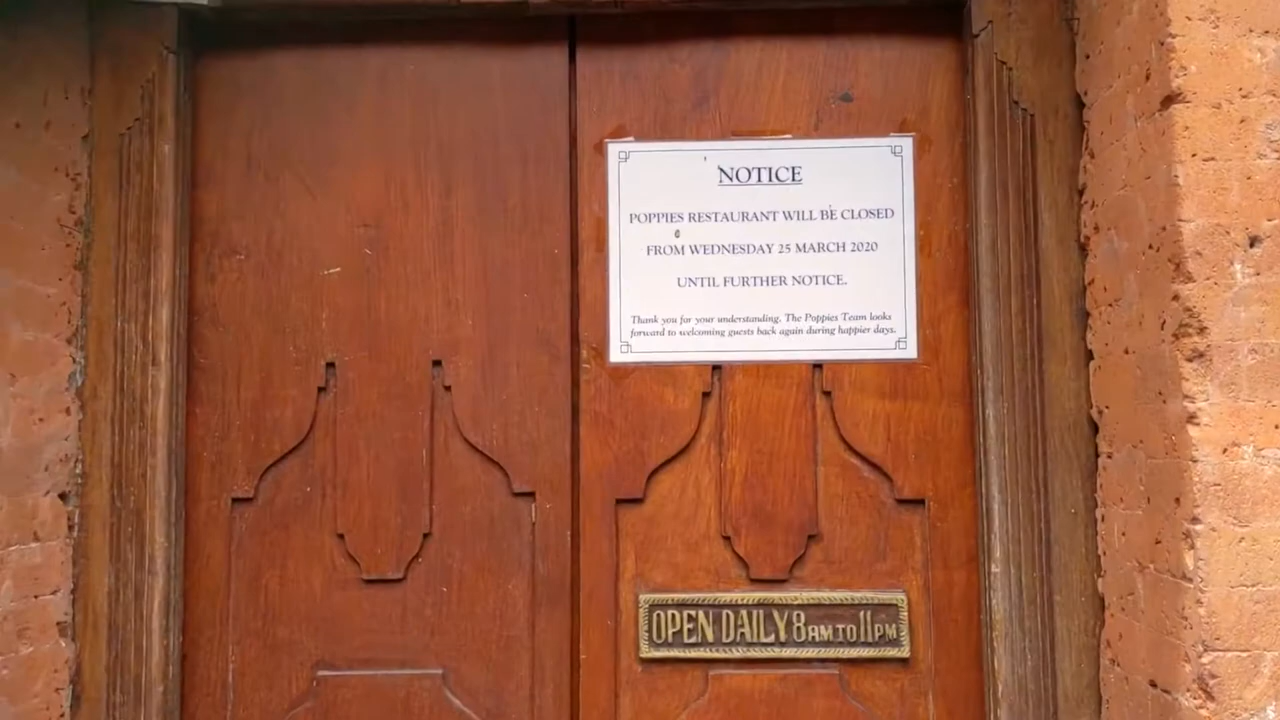 NOTICE
POPPIES RESTAURANT WILL BE CLOSED
FROM WEDNESDAY 25 MARCH 2020
UNTIL FURTHER NOTICE.
Thank you for your understanding. The Poppies Team looks
forward to welcoming guests back again during happier days.
OPEN DAILY 8AM TO 11PM